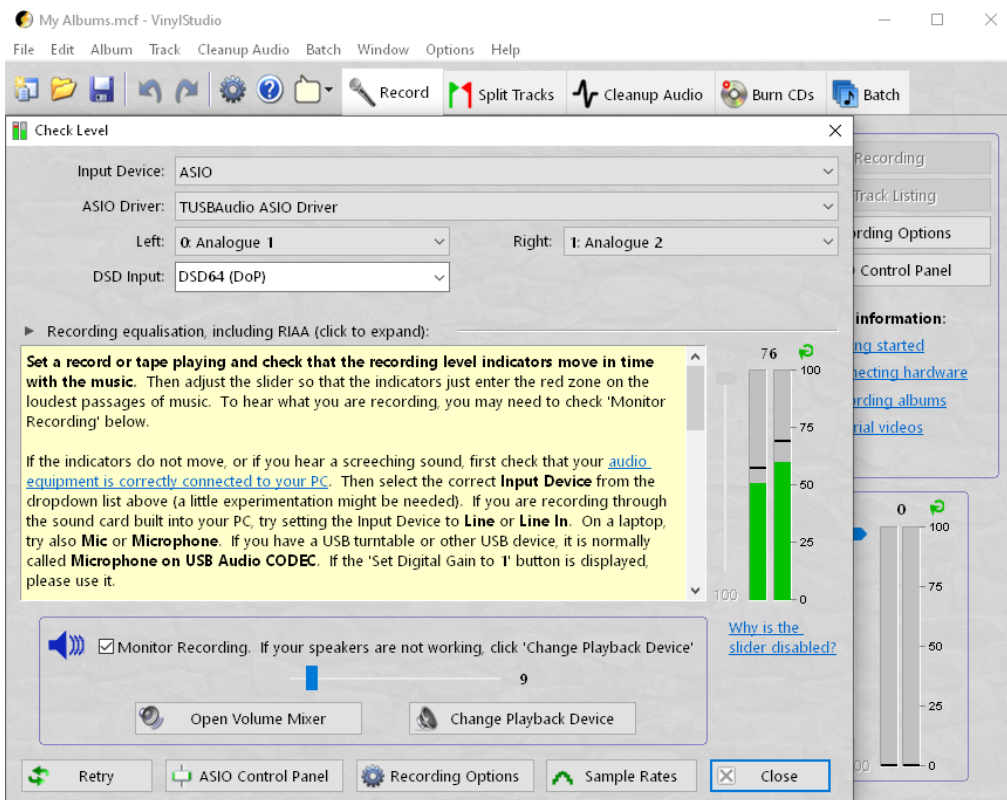 My Albums.mcf - VinylStudio
File Edit Album Track Cleanup Audio Batch Window Options Help
Record Split Tracks Cleanup Audio Burn CDs Batch
Check Level
Input Device: ASIO
ASIO Driver: TUSBAudio ASIO Driver
Left: 0: Analogue 1 Right: 1: Analogue 2
DSD Input: DSD64 (DoP)
Recording equalisation, including RIAA (click to expand):
Set a record or tape playing and check that the recording level indicators move in time
with the music. Then adjust the slider so that the indicators just enter the red zone on the
loudest passages of music. To hear what you are recording, you may need to check 'Monitor
Recording' below.
If the indicators do not move, or if you hear a screeching sound, first check that your audio
equipment is correctly connected to your PC. Then select the correct Input Device from the
dropdown list above (a little experimentation might be needed). If you are recording through
the sound card built into your PC, try setting the Input Device to Line or Line In. On a laptop,
try also Mic or Microphone. If you have a USB turntable or other USB device, it is normally
called Microphone on USB Audio CODEC. If the 'Set Digital Gain to 1' button is displayed,
please use it.
76
100
75
50
25
0
100
Why is the
slider disabled?
Monitor Recording. If your speakers are not working, click 'Change Playback Device'
9
Open Volume Mixer Change Playback Device
Retry ASIO Control Panel Recording Options Sample Rates Close
Recording
Track Listing
ording Options
Control Panel
information:
ng started
necting hardware
ording albums
rial videos
0
100
75
50
25
0
00